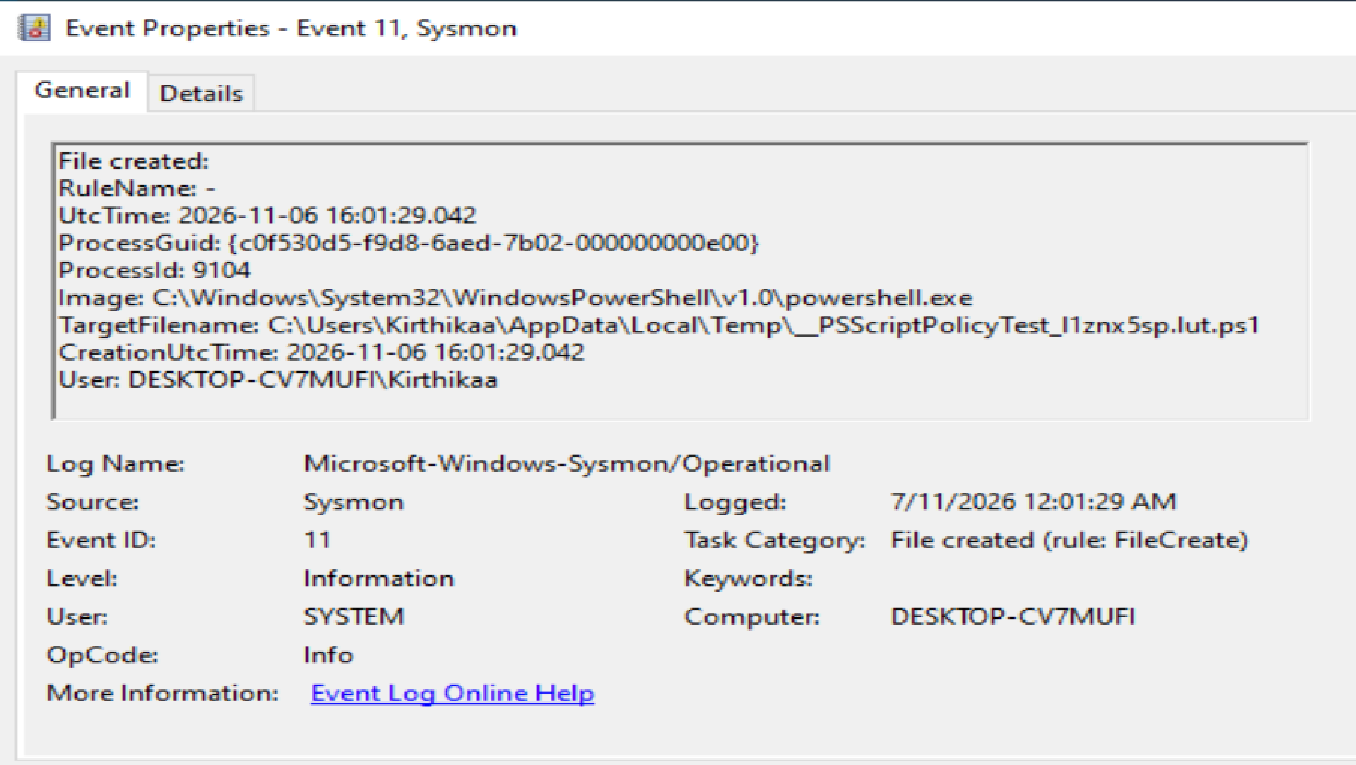 Event Properties - Event 11, Sysmon
General Details
File created:
RuleName: -
UtcTime: 2026-11-06 16:01:29.042
ProcessGuid: {c0f530d5-f9d8-6aed-7b02-000000000e00}
ProcessId: 9104
Image: C:\Windows\System32\WindowsPowerShell\v1.0\powershell.exe
TargetFilename: C:\Users\Kirthikaa\AppData\Local\Temp\__PSScriptPolicyTest_l1znx5sp.lut.ps1
CreationUtcTime: 2026-11-06 16:01:29.042
User: DESKTOP-CV7MUFI\Kirthikaa
Log Name: Microsoft-Windows-Sysmon/Operational
Source: Sysmon Logged: 7/11/2026 12:01:29 AM
Event ID: 11 Task Category: File created (rule: FileCreate)
Level: Information Keywords:
User: SYSTEM Computer: DESKTOP-CV7MUFI
OpCode: Info
More Information: Event Log Online Help